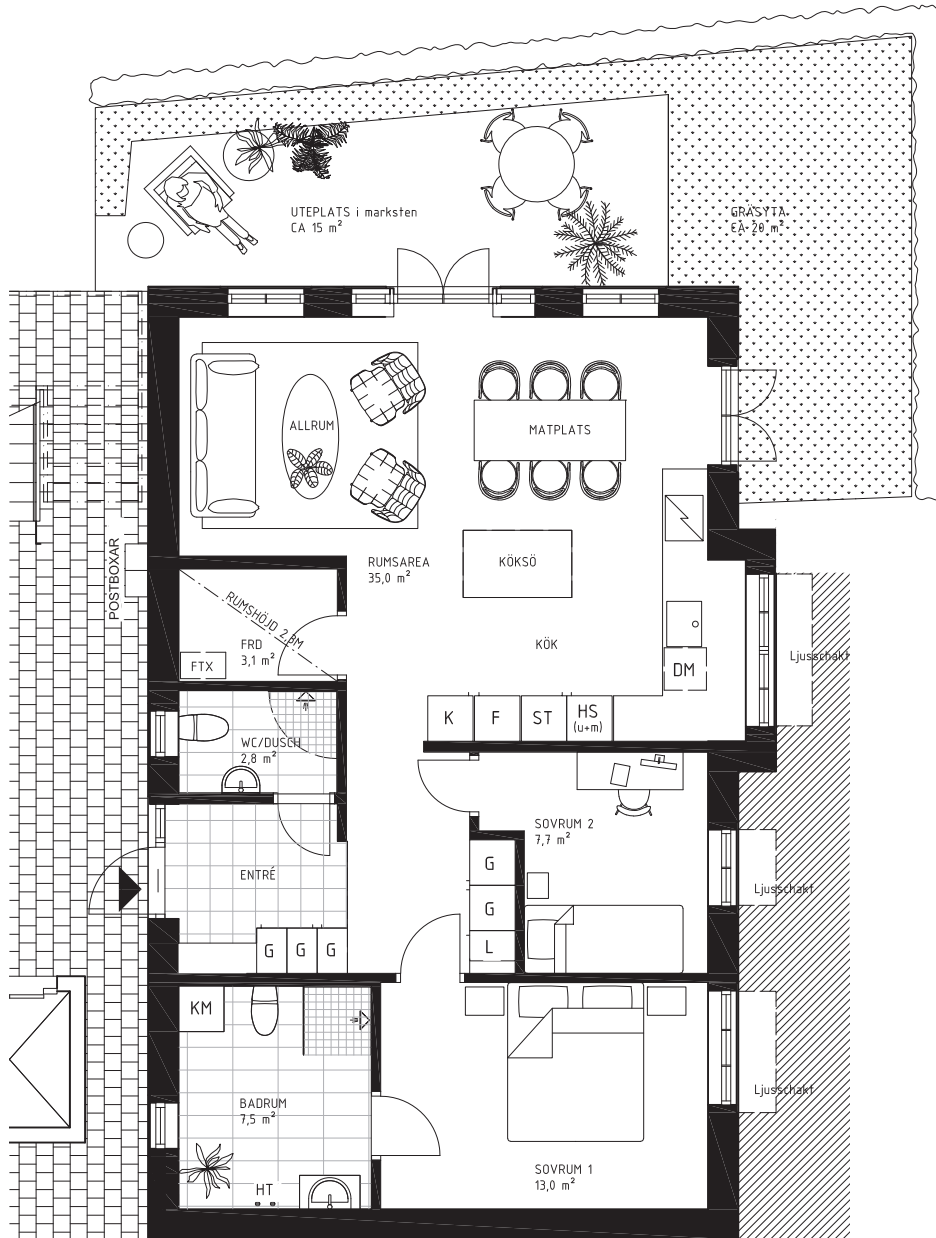 UTEPLATS i marksten
CA 15 m²
GRÄSYTA
CA 20 m²
ALLRUM
MATPLATS
POSTBOXAR
RUMSAREA
35,0 m²
KÖKSÖ
RUMSHÖJD 2,3M
FRD
3,1 m²
FTX
KÖK
DM
Ljusschakt
K
F
ST
HS
(u+m)
WC/DUSCH
2,8 m²
SOVRUM 2
7,7 m²
ENTRÉ
G
G
L
Ljusschakt
G
G
G
KM
Ljusschakt
BADRUM
7,5 m²
HT
SOVRUM 1
13,0 m²